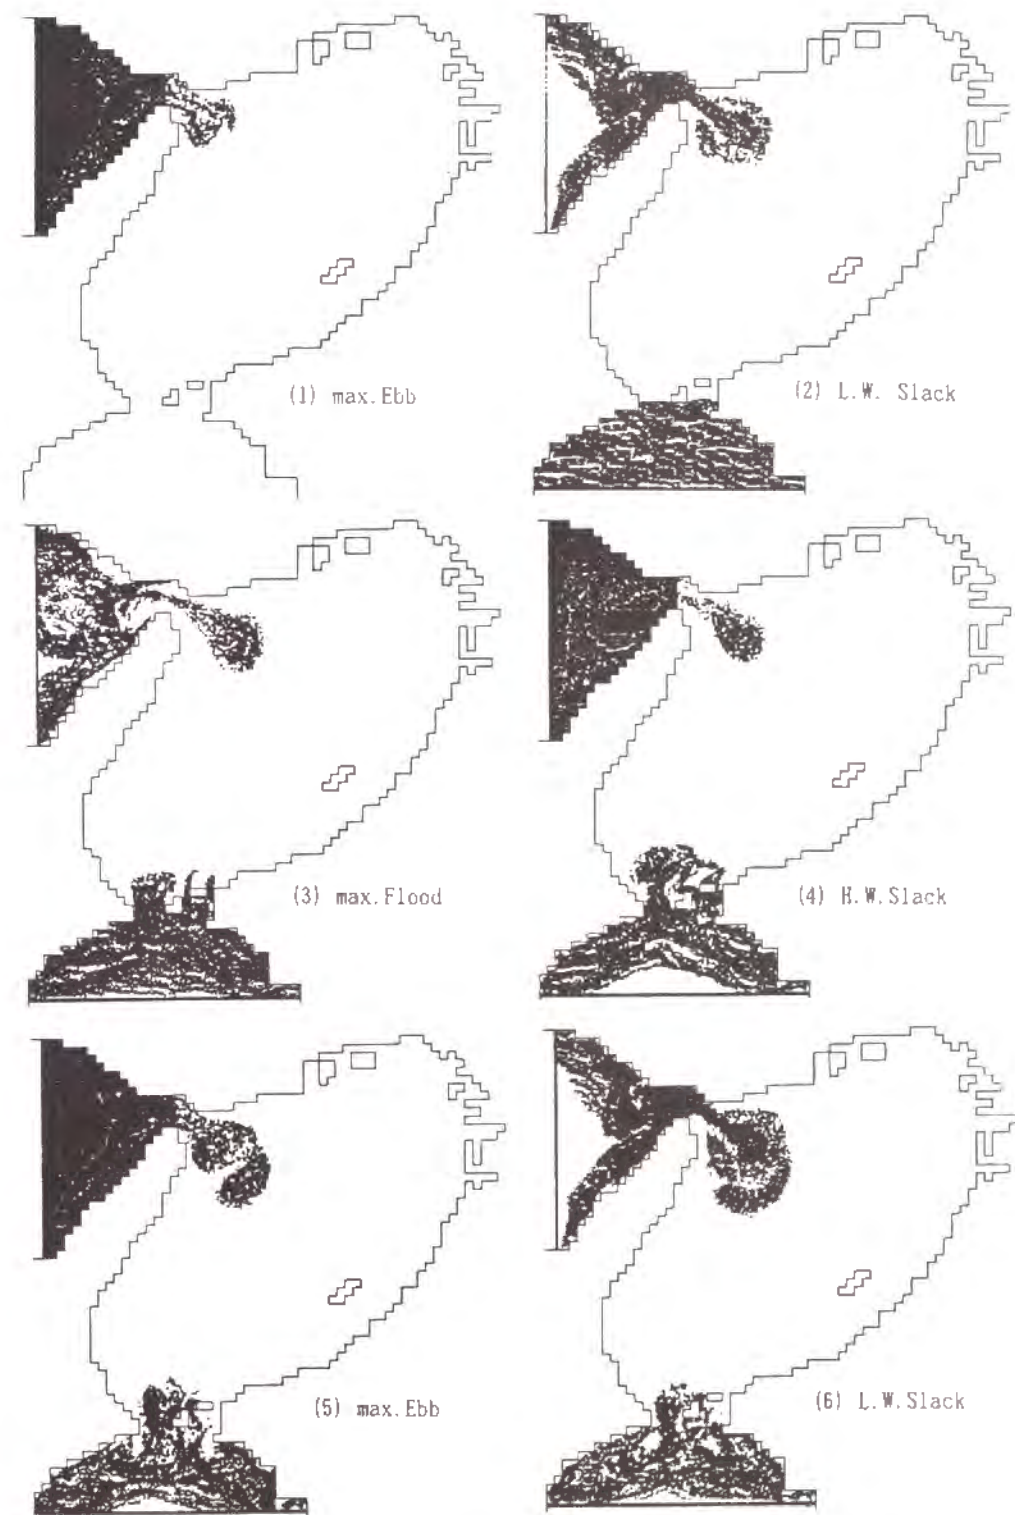 (1) max.Ebb
(2) L.W. Slack
(3) max.Flood
(4) H.W.Slack
(5) max.Ebb
(6) L.W.Slack